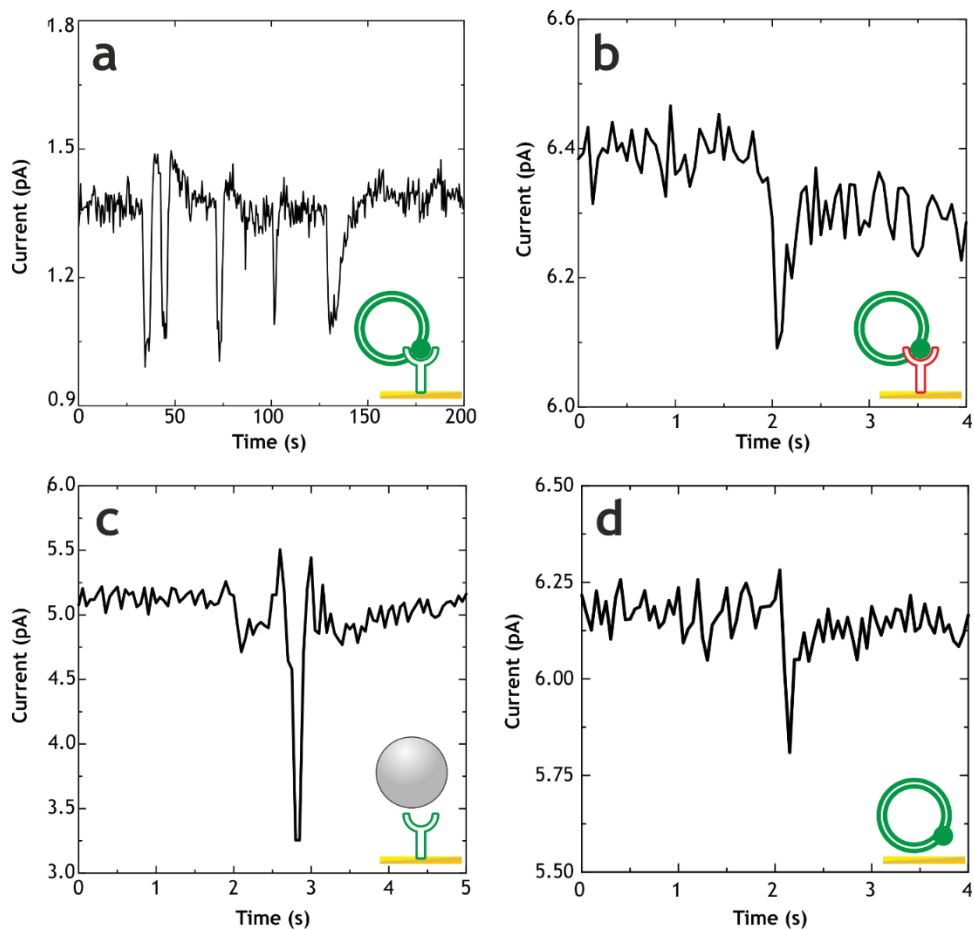 a
1.8
1.5
1.2
0.9
Current (pA)
0 50 100 150 200
Time (s)
b
6.6
6.4
6.2
6.0
Current (pA)
0 1 2 3 4
Time (s)
c
6.0
5.5
5.0
4.5
4.0
3.5
3.0
Current (pA)
0 1 2 3 4 5
Time (s)
d
6.50
6.25
6.00
5.75
5.50
Current (pA)
0 1 2 3 4
Time (s)